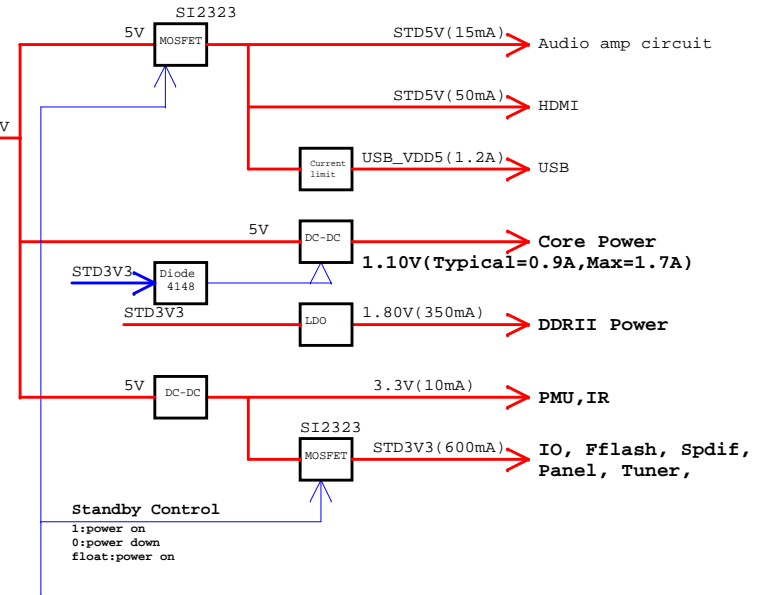 SI2323
5V
MOSFET
STD5V(15mA)
Audio amp circuit
STD5V(50mA)
HDMI
V
Current
limit
USB_VDD5(1.2A)
USB
5V
DC-DC
Core Power
1.10V(Typical=0.9A,Max=1.7A)
STD3V3
Diode
4148
STD3V3
LDO
1.80V(350mA)
DDRII Power
5V
DC-DC
3.3V(10mA)
PMU,IR
SI2323
MOSFET
STD3V3(600mA)
IO, Fflash, Spdif,
Panel, Tuner,
Standby Control
1:power on
0:power down
float:power on